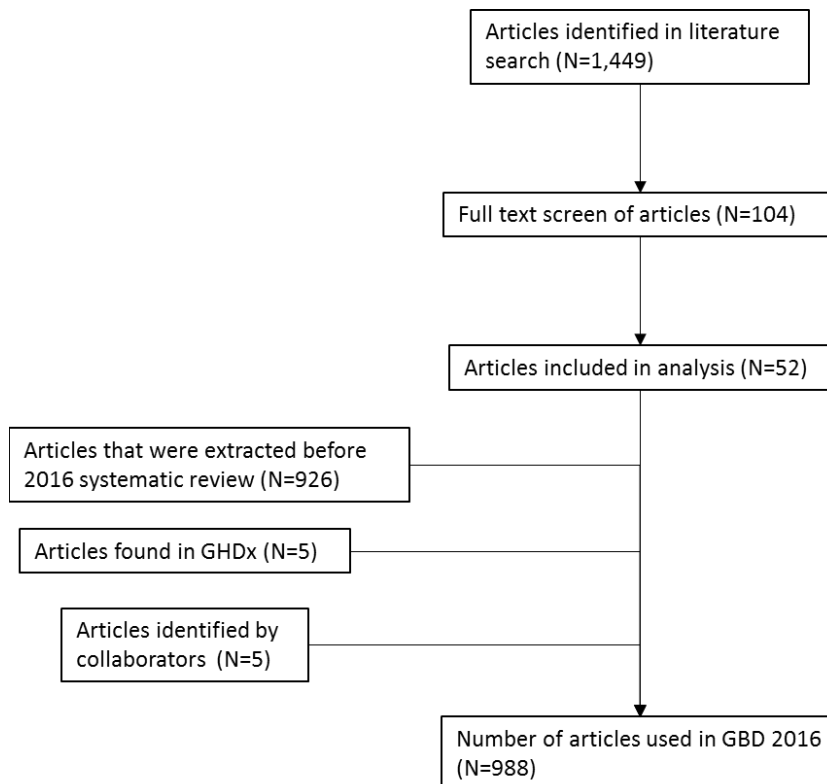 Articles identified in literature
search (N=1,449)
Full text screen of articles (N=104)
Articles included in analysis (N=52)
Articles that were extracted before
2016 systematic review (N=926)
Articles found in GHDx (N=5)
Articles identified by
collaborators  (N=5)
Number of articles used in GBD 2016
(N=988)